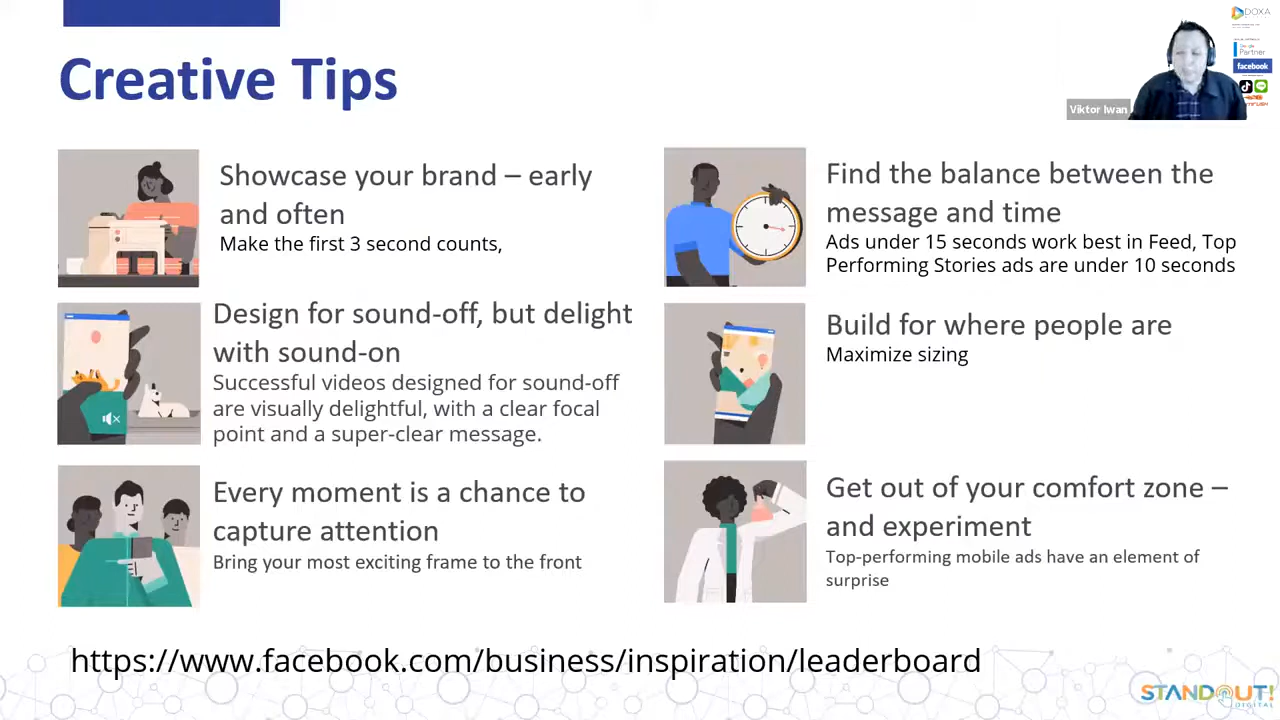 Creative Tips
Showcase your brand – early
and often
Make the first 3 second counts,
Design for sound-off, but delight
with sound-on
Successful videos designed for sound-off
are visually delightful, with a clear focal
point and a super-clear message.
Every moment is a chance to
capture attention
Bring your most exciting frame to the front
Find the balance between the
message and time
Ads under 15 seconds work best in Feed, Top
Performing Stories ads are under 10 seconds
Build for where people are
Maximize sizing
Get out of your comfort zone –
and experiment
Top-performing mobile ads have an element of
surprise
https://www.facebook.com/business/inspiration/leaderboard
Viktor Iwan
DOXA
Partner
facebook
STANDOUT!
DIGITAL